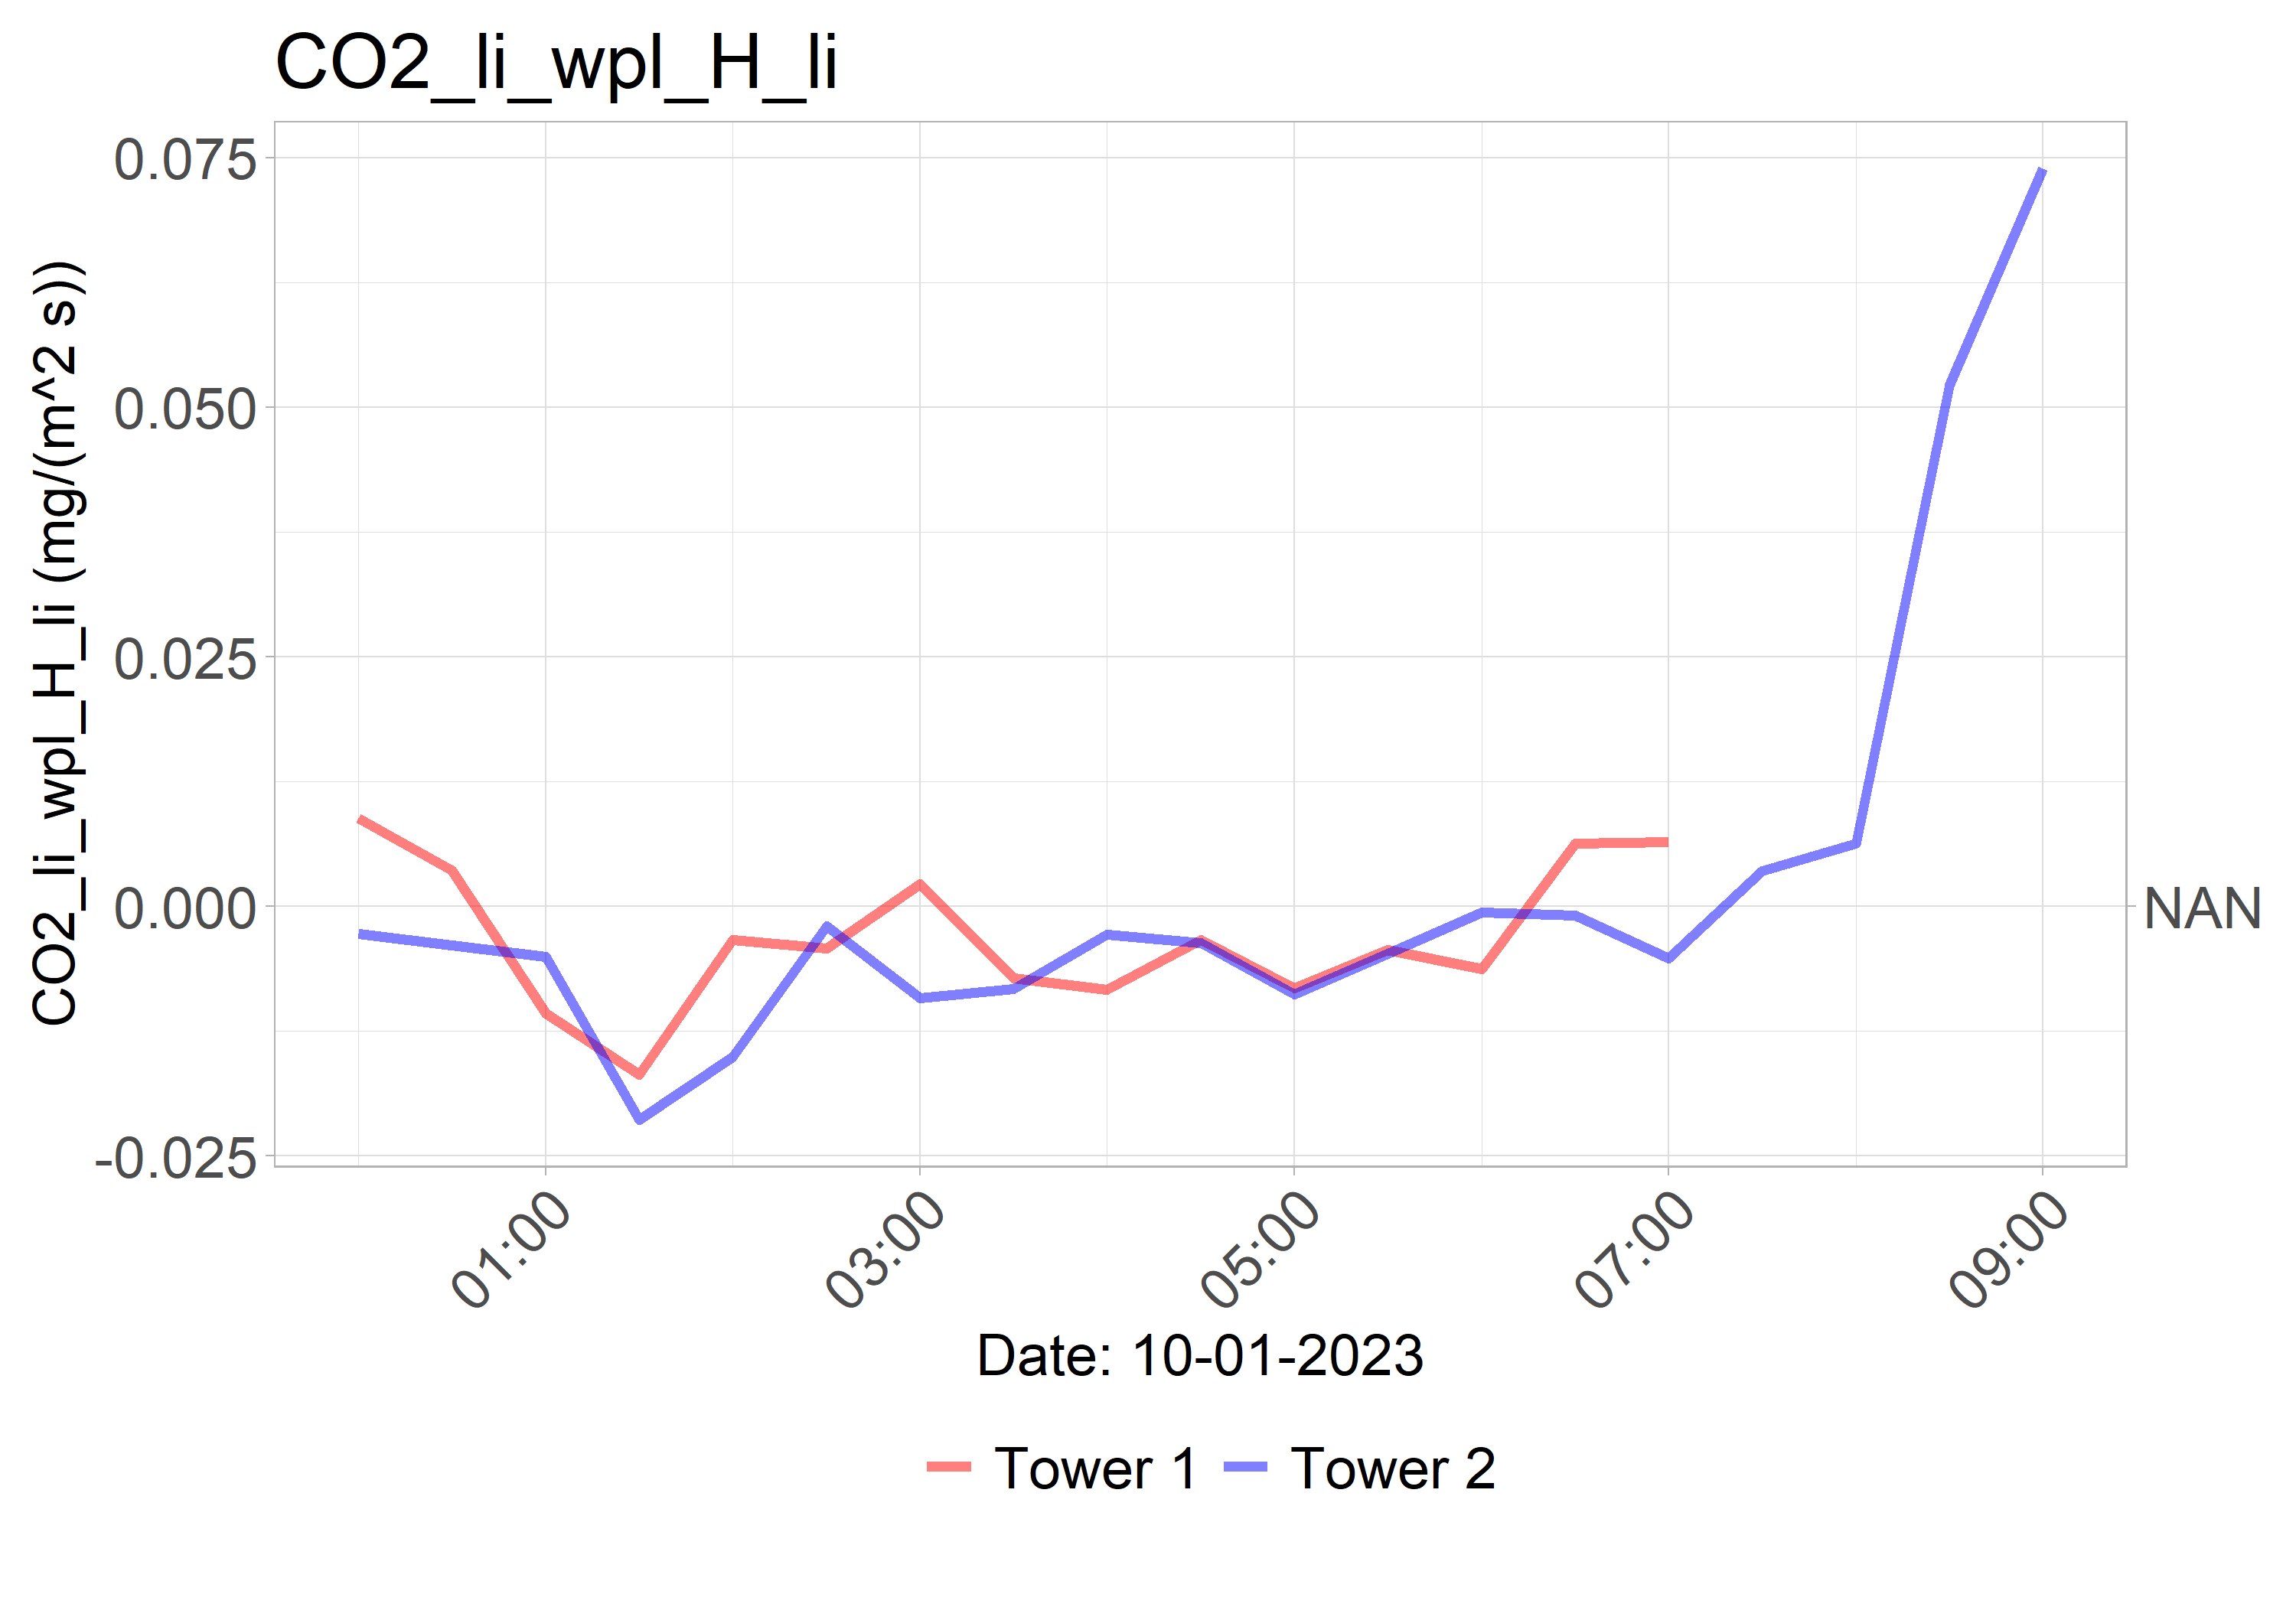 CO2_li_wpl_H_li
CO2_li_wpl_H_li (mg/(m^2 s))
0.075
0.050
0.025
0.000
-0.025
NAN
01:00
03:00
05:00
07:00
09:00
Date: 10-01-2023
Tower 1
Tower 2